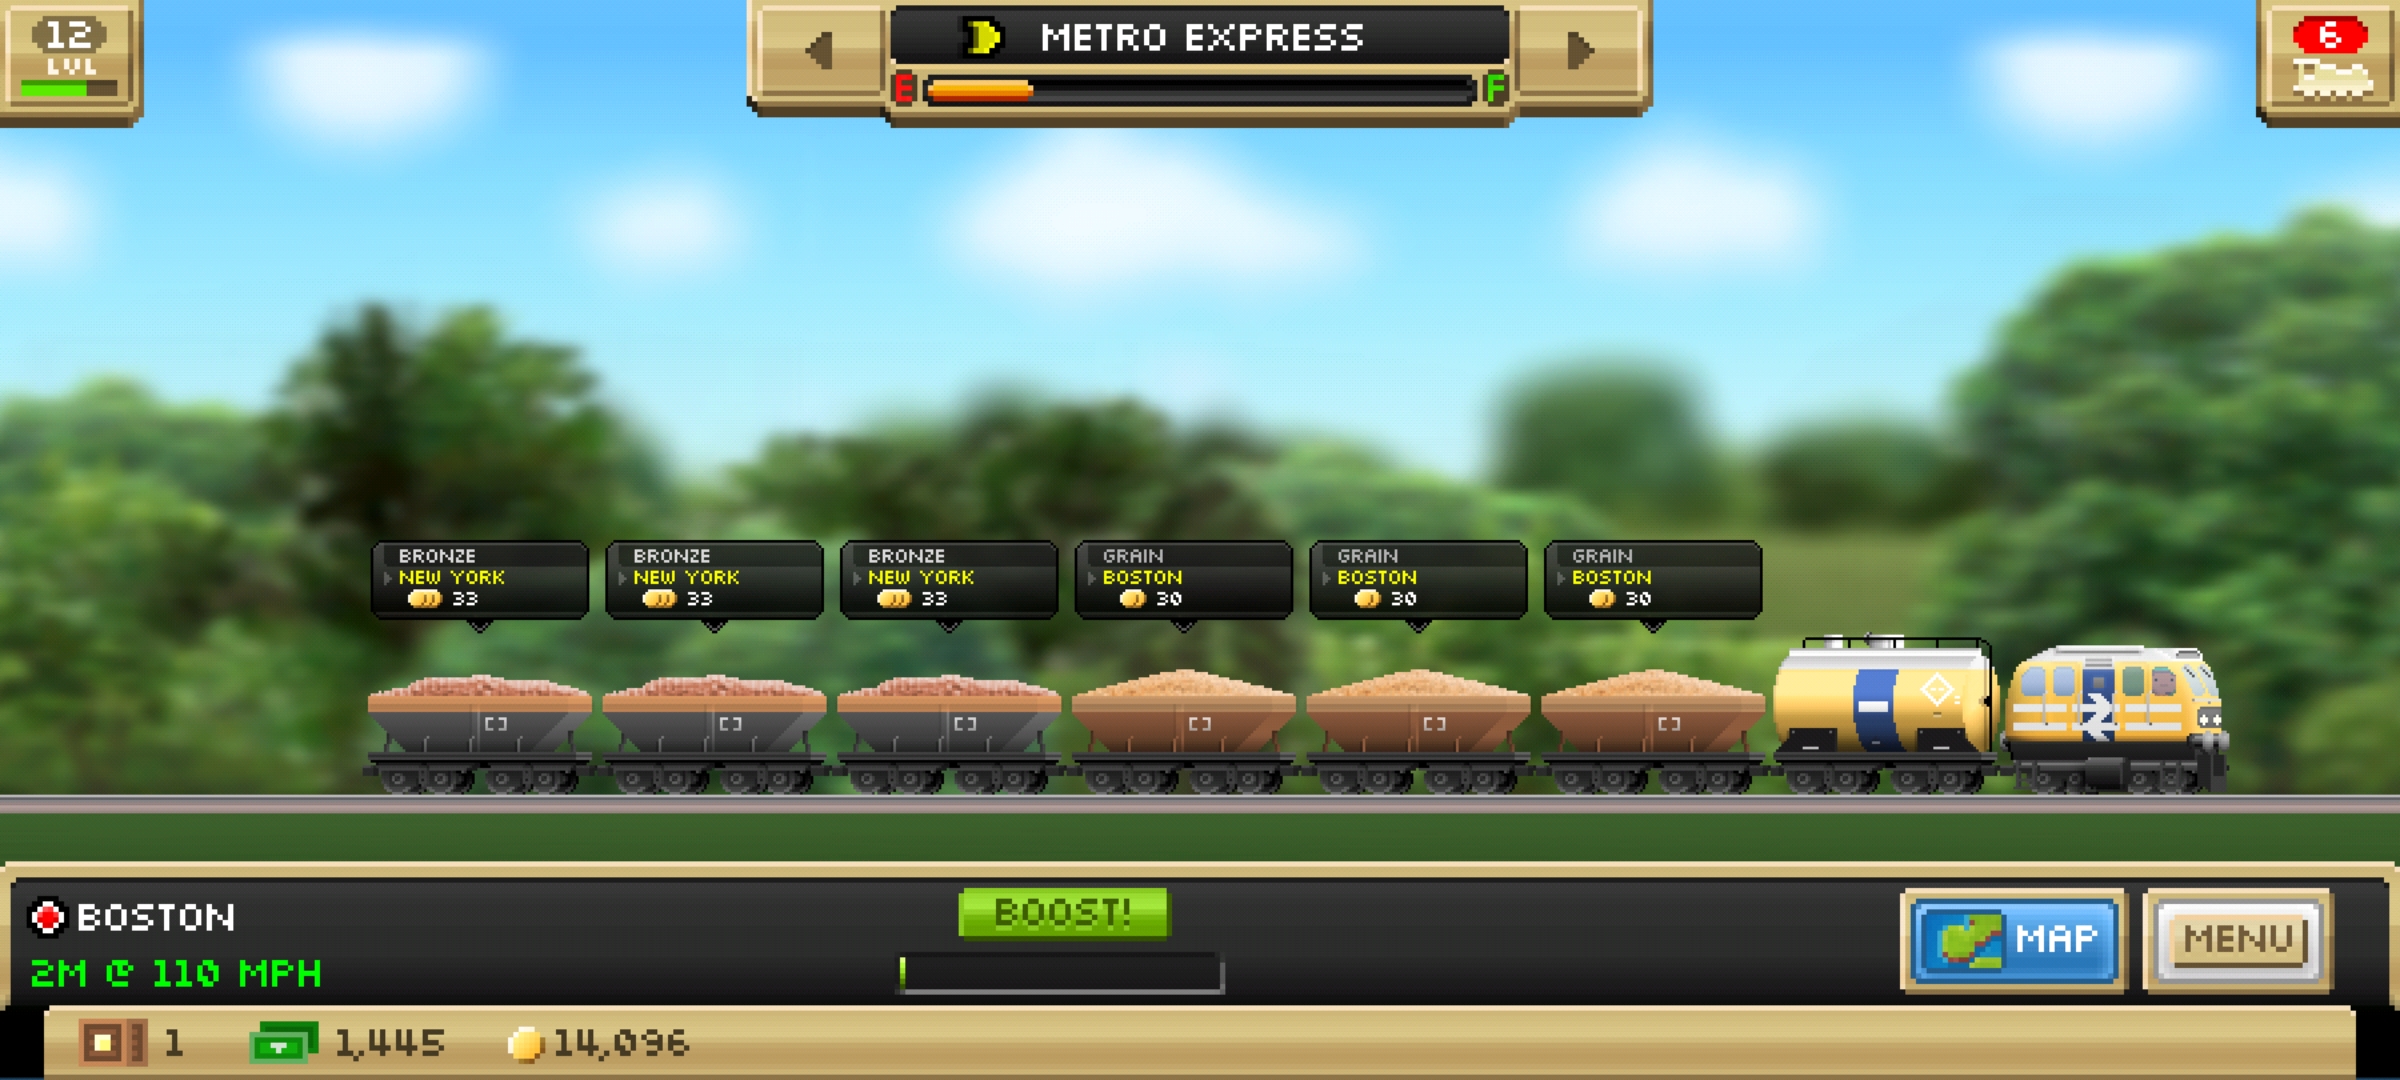 12
LVL
METRO EXPRESS
E F
6
BRONZE
NEW YORK
33
BRONZE
NEW YORK
33
BRONZE
NEW YORK
33
GRAIN
BOSTON
30
GRAIN
BOSTON
30
GRAIN
BOSTON
30
BOSTON
2M @ 110 MPH
BOOST!
MAP
MENU
1
1,445
14,096